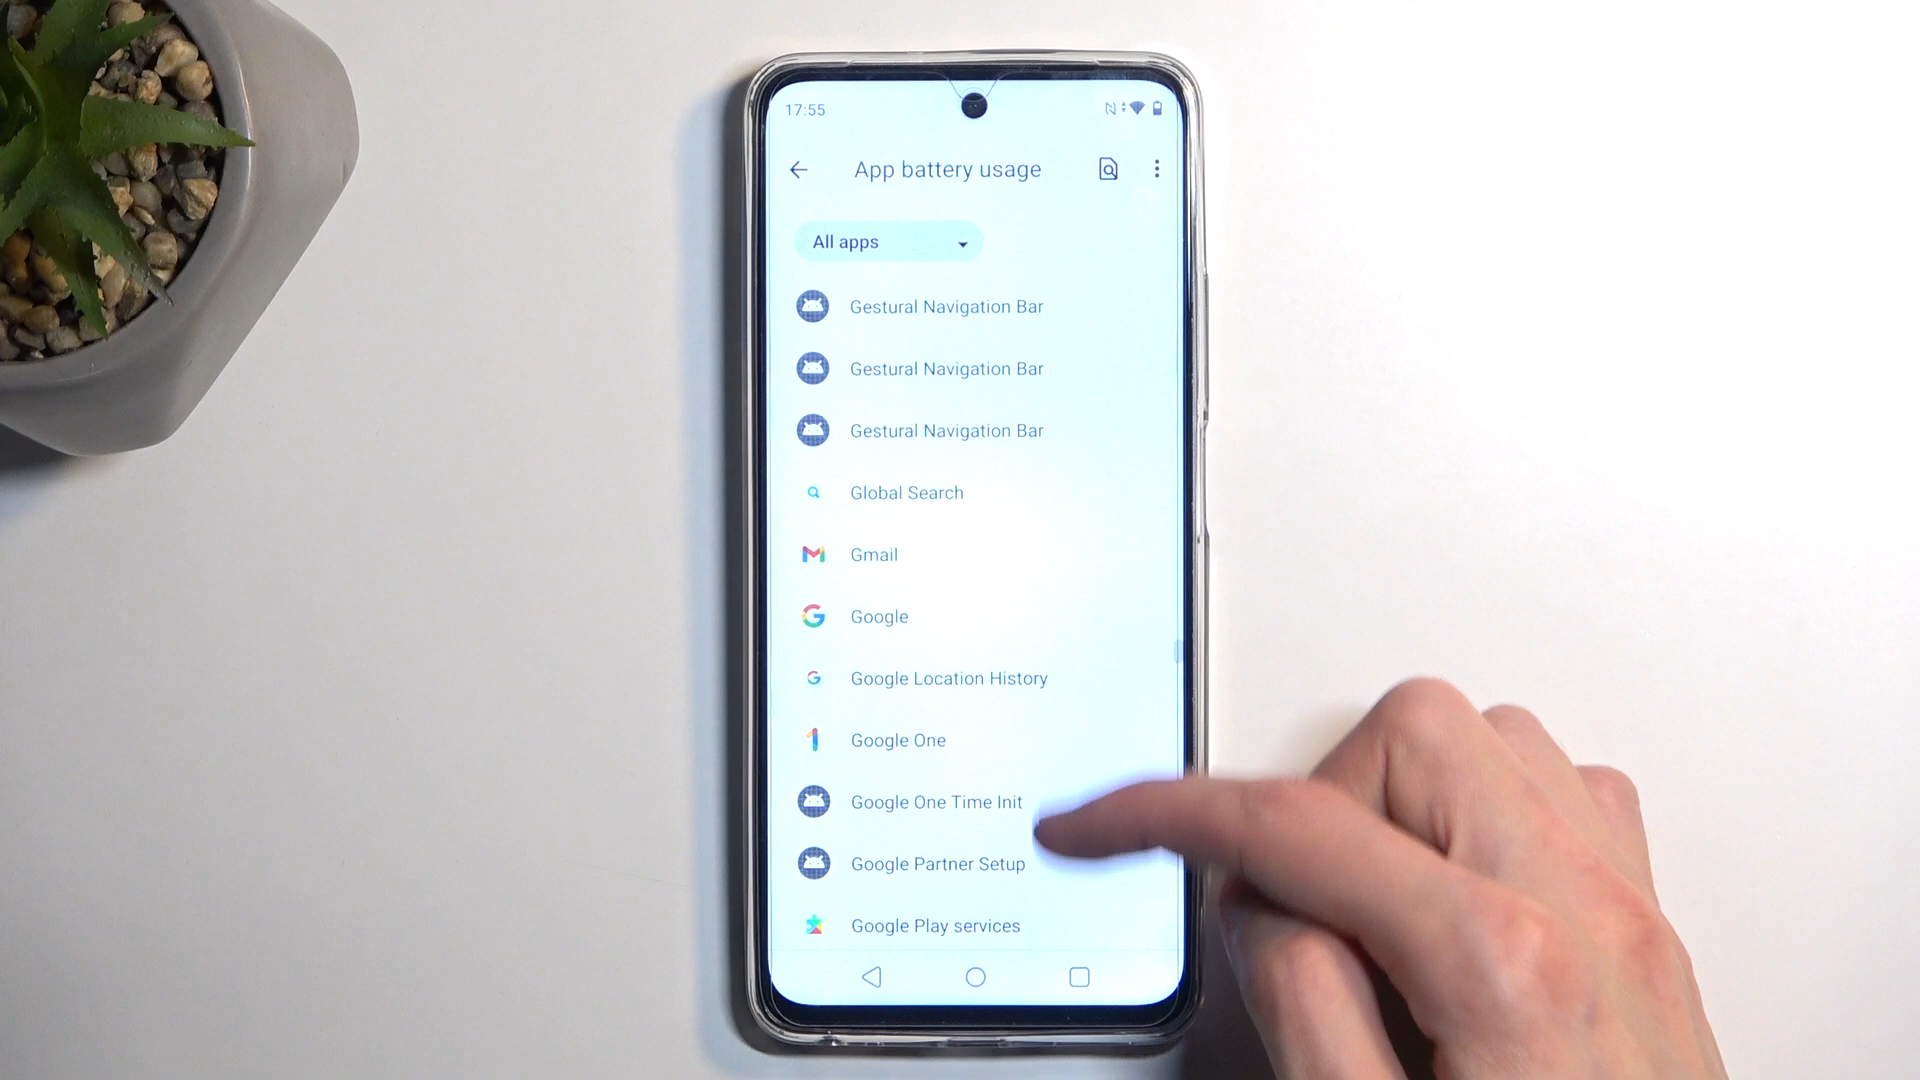 17:55
App battery usage
All apps
Gestural Navigation Bar
Gestural Navigation Bar
Gestural Navigation Bar
Global Search
Gmail
Google
Google Location History
Google One
Google One Time Init
Google Partner Setup
Google Play services